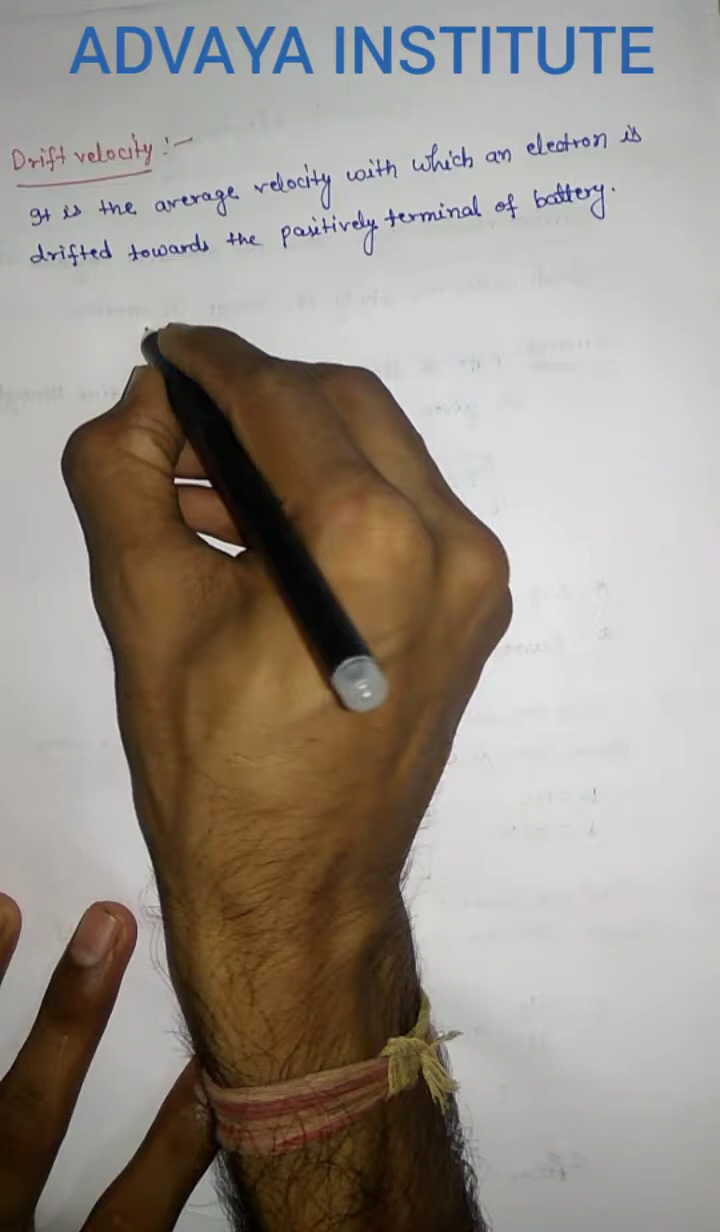 ADVAYA INSTITUTE
Drift velocity :-
It is the average velocity with which an electron is
drifted towards the positively terminal of battery.